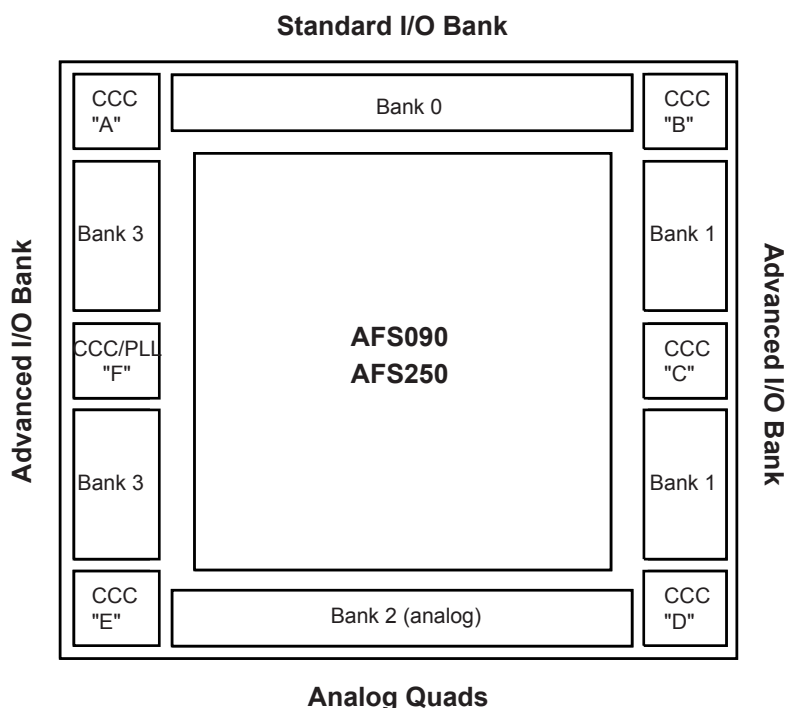 Standard I/O Bank
CCC
"A"
Bank 0
CCC
"B"
Bank 3
Bank 1
Advanced I/O Bank
CCC/PLL
"F"
AFS090
AFS250
CCC
"C"
Advanced I/O Bank
Bank 3
Bank 1
CCC
"E"
Bank 2 (analog)
CCC
"D"
Analog Quads